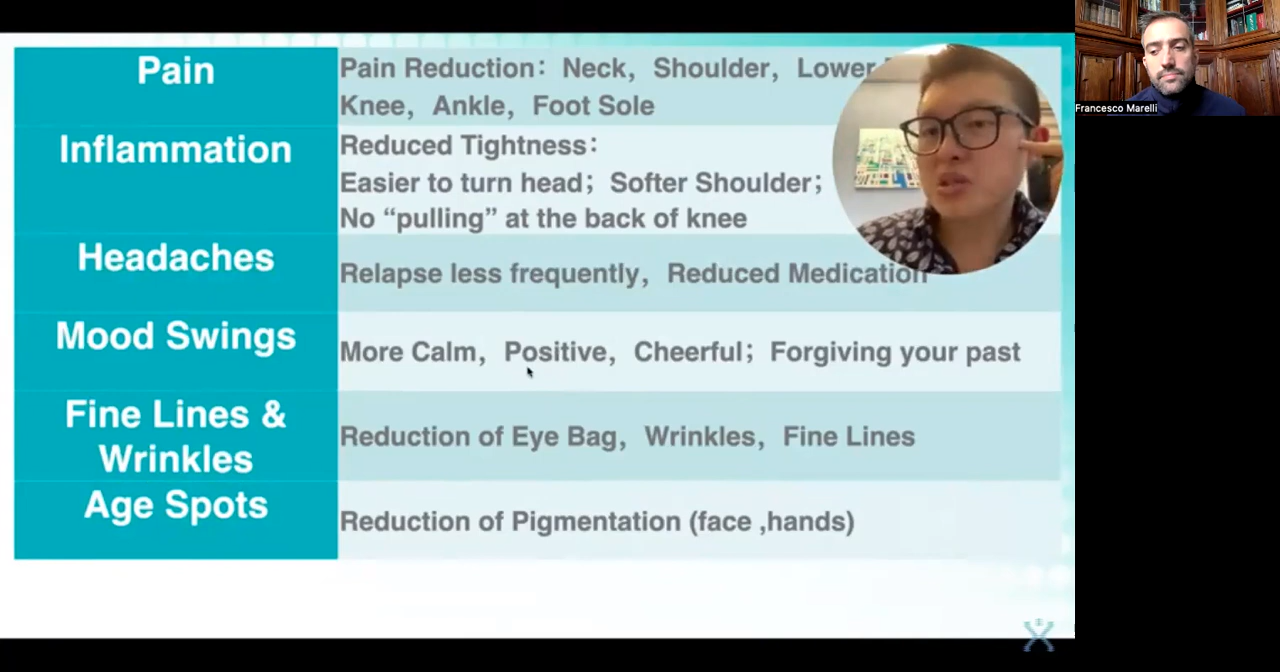 Pain
Pain Reduction： Neck, Shoulder, Lower
Knee, Ankle, Foot Sole
Inflammation
Reduced Tightness：
Easier to turn head； Softer Shoulder；
No “pulling” at the back of knee
Headaches
Relapse less frequently, Reduced Medication
Mood Swings
More Calm, Positive, Cheerful； Forgiving your past
Fine Lines &
Wrinkles
Reduction of Eye Bag, Wrinkles, Fine Lines
Age Spots
Reduction of Pigmentation (face ,hands)
Francesco Marelli